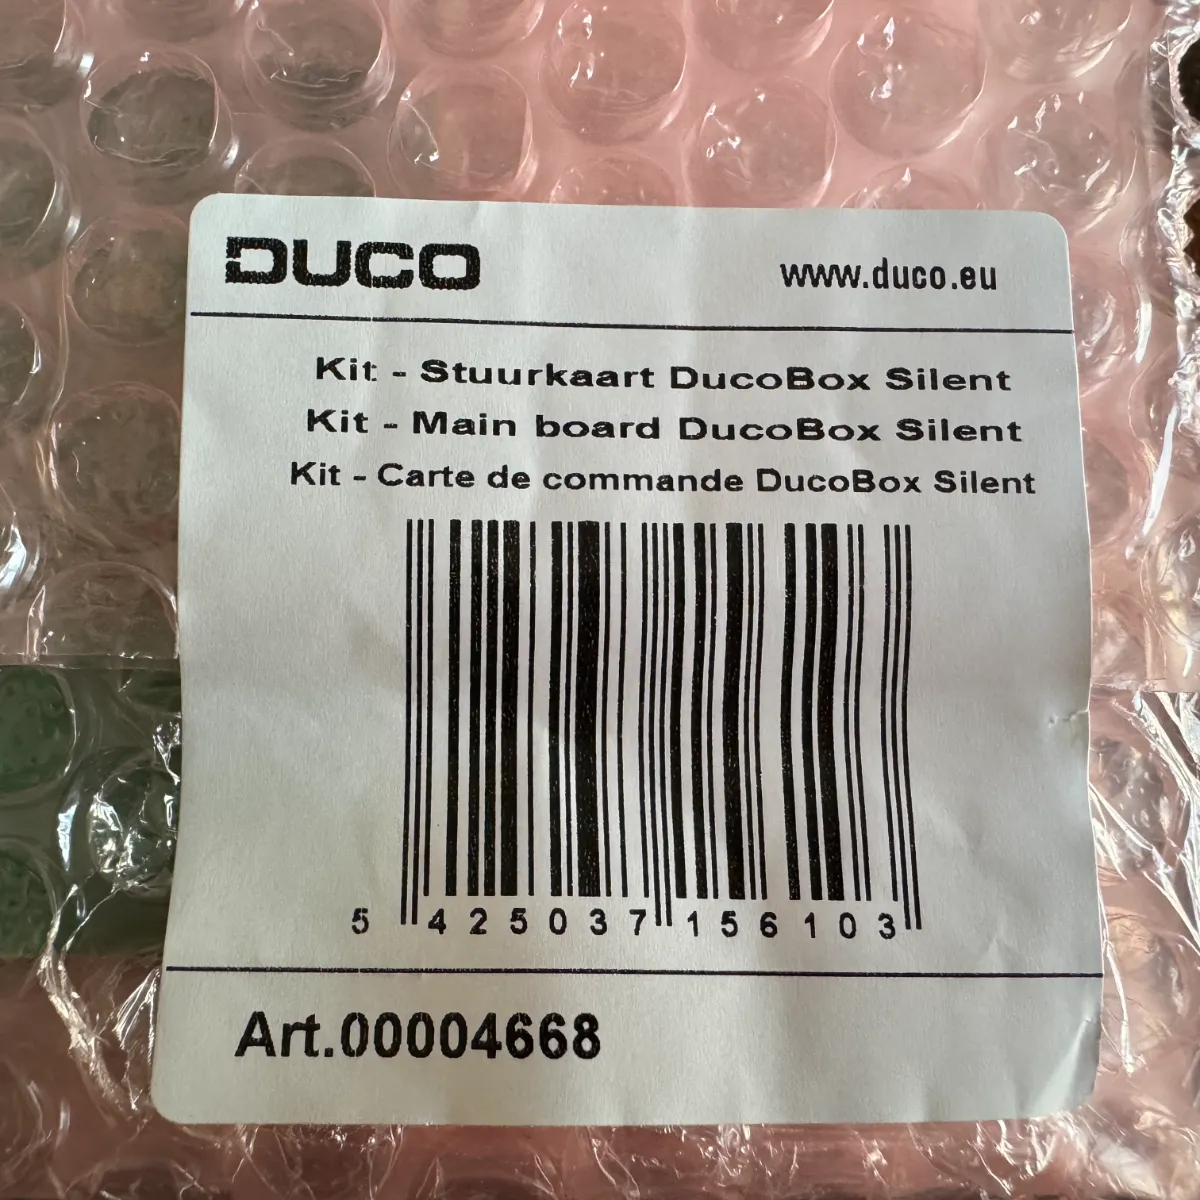 DUCO
www.duco.eu
Kit - Stuurkaart DucoBox Silent
Kit - Main board DucoBox Silent
Kit - Carte de commande DucoBox Silent
5 425037 156103
Art.00004668